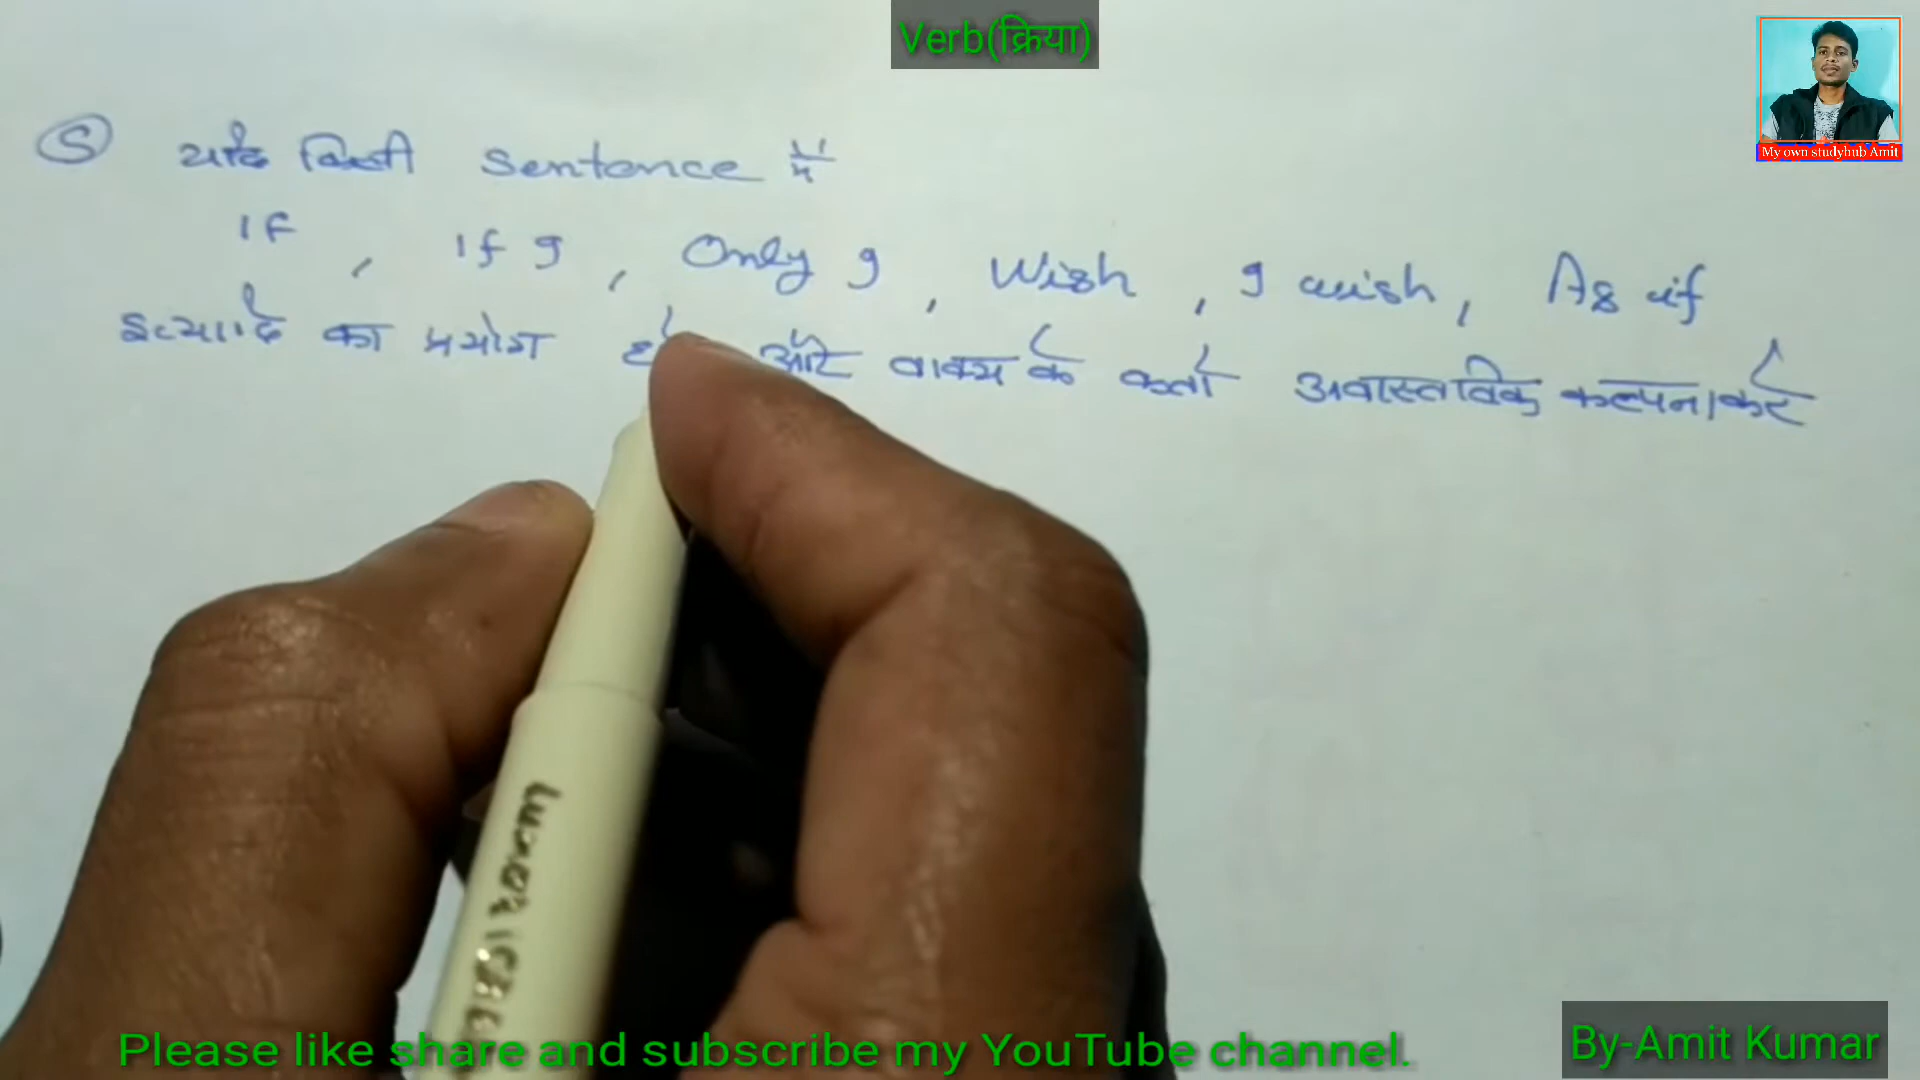 Verb(क्रिया)
My own studyhub Amit
S यदि किसी Sentence में
If , If I , Only I , Wish , I wish , As if
इत्यादि का प्रयोग हो और वाक्य के कर्ता अवास्तविक कल्पना करे
Please like share and subscribe my YouTube channel.
By-Amit Kumar